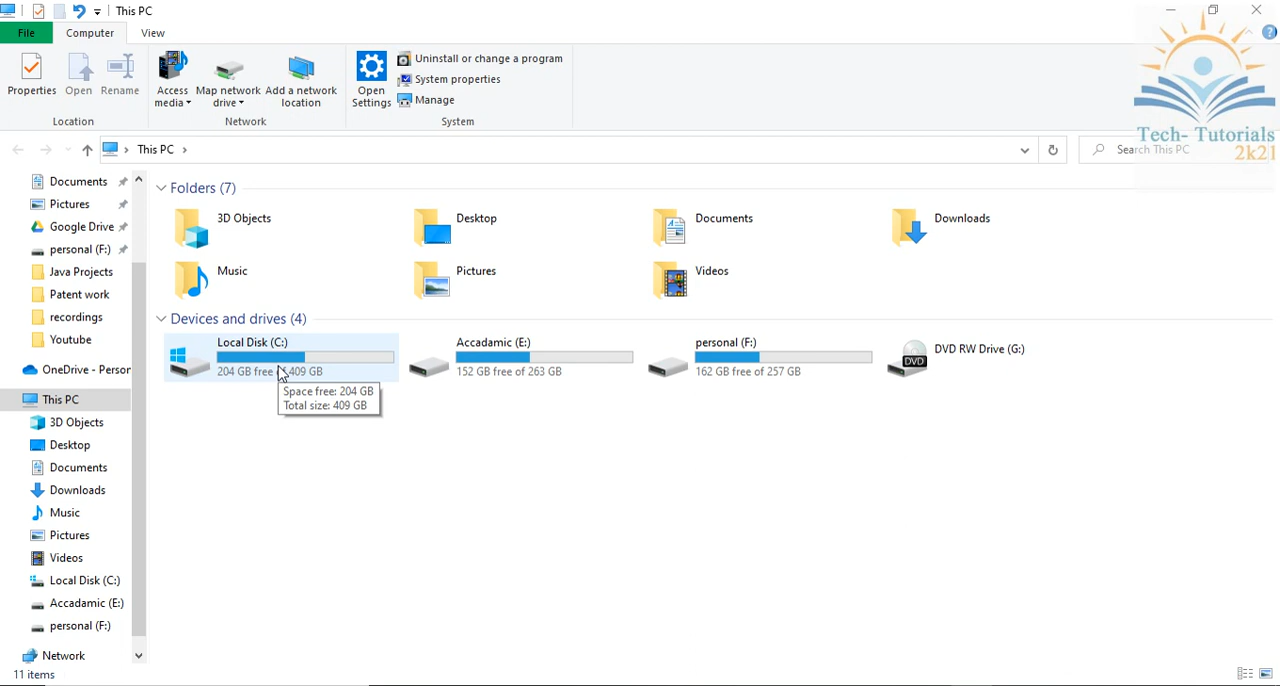 This PC
File Computer View
Properties Open Rename Access media Map network drive Add a network location Open Settings Uninstall or change a program
System properties
Manage
Location Network System
This PC
Search This PC
Tech- Tutorials
2k21
Documents
Pictures
Google Drive
personal (F:)
Java Projects
Patent work
recordings
Youtube
OneDrive - Person
This PC
3D Objects
Desktop
Documents
Downloads
Music
Pictures
Videos
Local Disk (C:)
Accadamic (E:)
personal (F:)
Network
Folders (7)
3D Objects Desktop Documents Downloads
Music Pictures Videos
Devices and drives (4)
Local Disk (C:) Accadamic (E:) personal (F:) DVD RW Drive (G:)
204 GB free of 409 GB 152 GB free of 263 GB 162 GB free of 257 GB
DVD
Space free: 204 GB
Total size: 409 GB
11 items